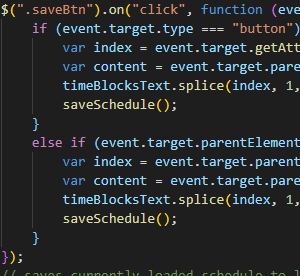 $(".saveBtn").on("click", function (eve
if (event.target.type === "button")
var index = event.target.getAtt
var content = event.target.pare
timeBlocksText.splice(index, 1,
saveSchedule();
}
else if (event.target.parentElement
var index = event.target.parent
var content = event.target.pare
timeBlocksText.splice(index, 1,
saveSchedule();
}
});
// saves currently loaded schedule to l